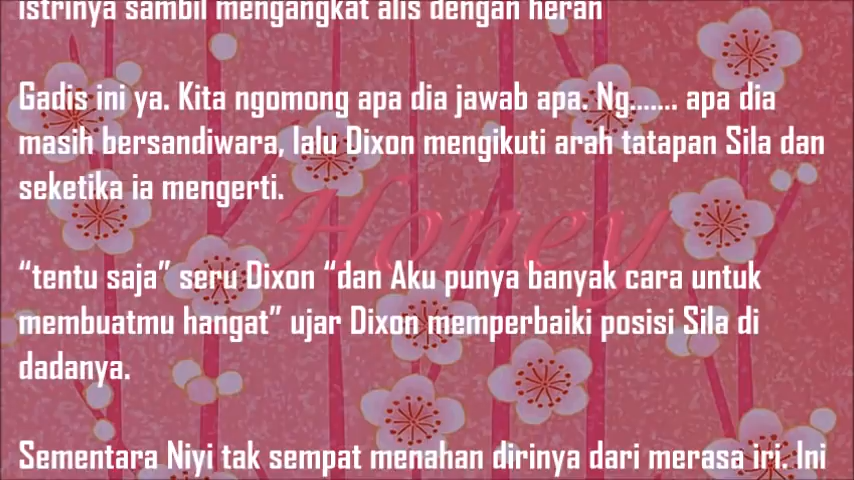 istrinya sambil mengangkat alis dengan heran
Gadis ini ya. Kita ngomong apa dia jawab apa. Ng....... apa dia
masih bersandiwara, lalu Dixon mengikuti arah tatapan Sila dan
seketika ia mengerti.
Honey
“tentu saja” seru Dixon “dan Aku punya banyak cara untuk
membuatmu hangat” ujar Dixon memperbaiki posisi Sila di
dadanya.
Sementara Niyi tak sempat menahan dirinya dari merasa iri. Ini